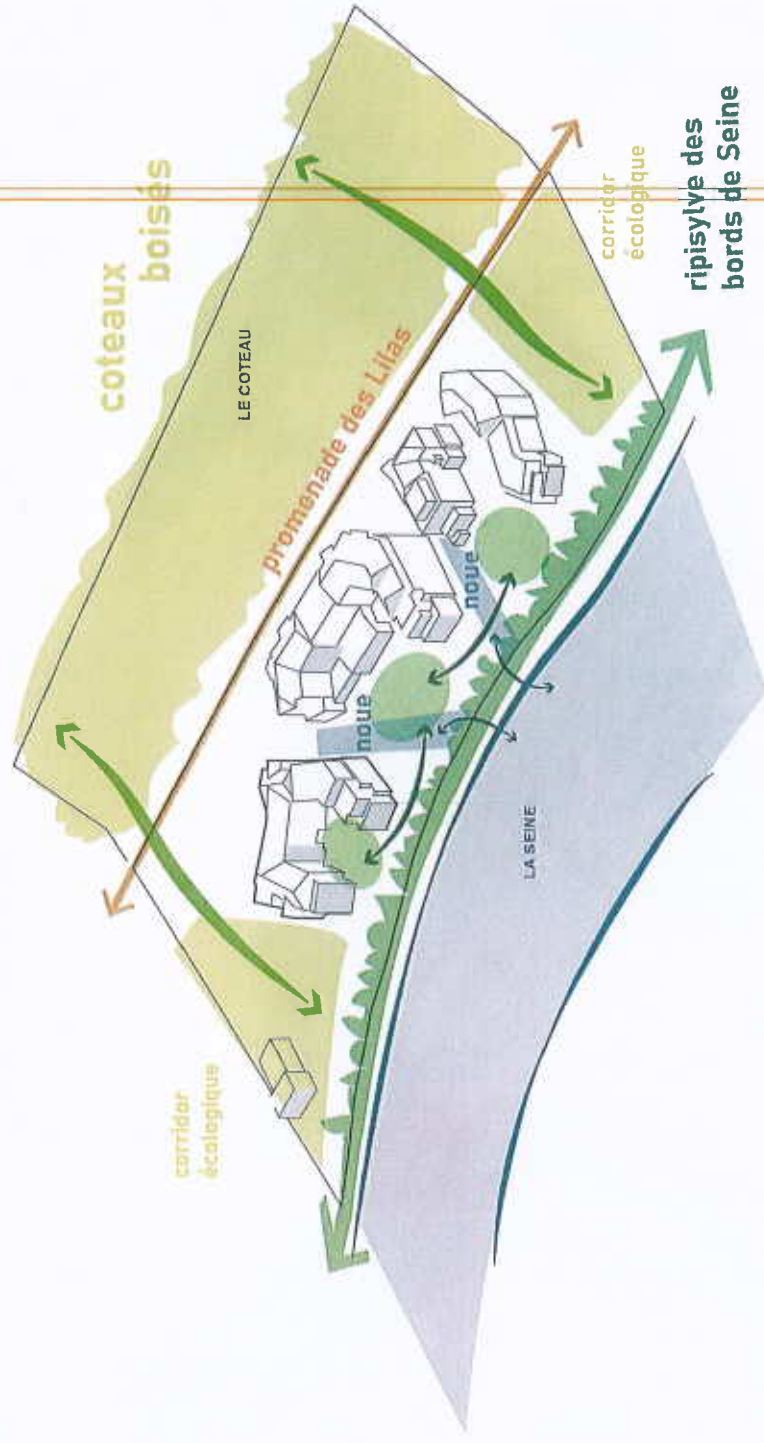 coteaux
boisés
LE COTEAU
promenade des Lilas
corridor
écologique
ripisylve des
bords de Seine
noue
noue
LA SEINE
corridor
écologique